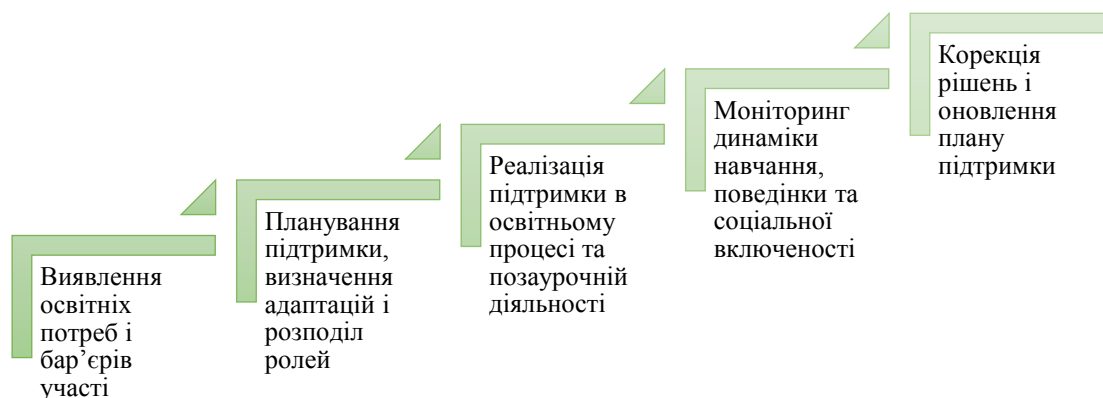 Виявлення
освітніх
потреб і
бар’єрів
участі
Планування
підтримки,
визначення
адаптацій і
розподіл
ролей
Реалізація
підтримки в
освітньому
процесі та
позаурочній
діяльності
Моніторинг
динаміки
навчання,
поведінки та
соціальної
включеності
Корекція
рішень і
оновлення
плану
підтримки